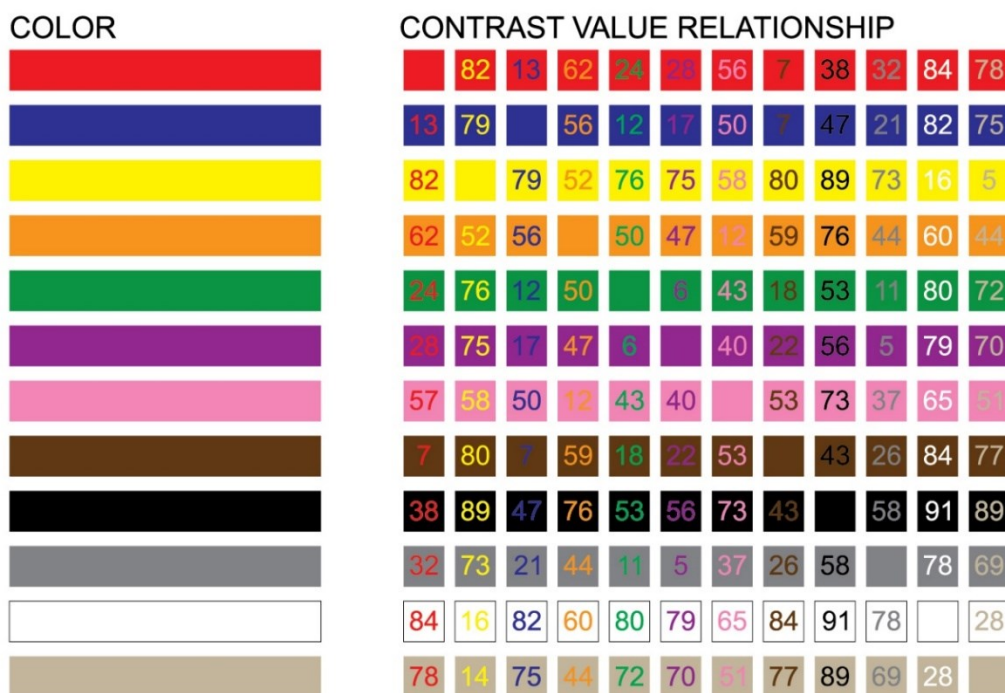 COLOR CONTRAST VALUE RELATIONSHIP
82 13 62 24 28 56 7 38 32 84 78
13 79 56 12 17 50 7 47 21 82 75
82 79 52 76 75 58 80 89 73 16 5
62 52 56 50 47 12 59 76 44 60 44
24 76 12 50 6 43 18 53 11 80 72
28 75 17 47 6 40 22 56 5 79 70
57 58 50 12 43 40 53 73 37 65 51
7 80 7 59 18 22 53 43 26 84 77
38 89 47 76 53 56 73 43 58 91 89
32 73 21 44 11 5 37 26 58 78 69
84 16 82 60 80 79 65 84 91 78 28
78 14 75 44 72 70 51 77 89 69 28